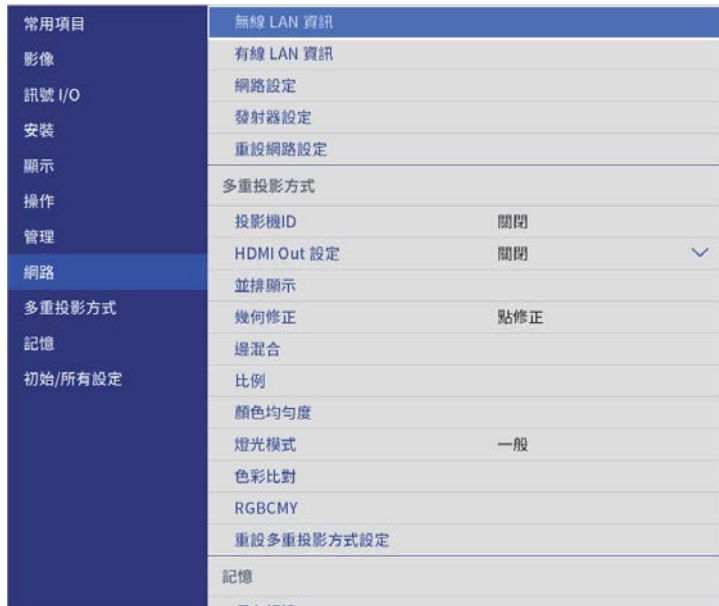 常用項目
影像
訊號 I/O
安裝
顯示
操作
管理
網路
多重投影方式
記憶
初始/所有設定
無線 LAN 資訊
有線 LAN 資訊
網路設定
發射器設定
重設網路設定
多重投影方式
投影機ID 關閉
HDMI Out 設定 關閉
並排顯示
幾何修正 點修正
邊混合
比例
顏色均勻度
燈光模式 一般
色彩比對
RGBCMY
重設多重投影方式設定
記憶